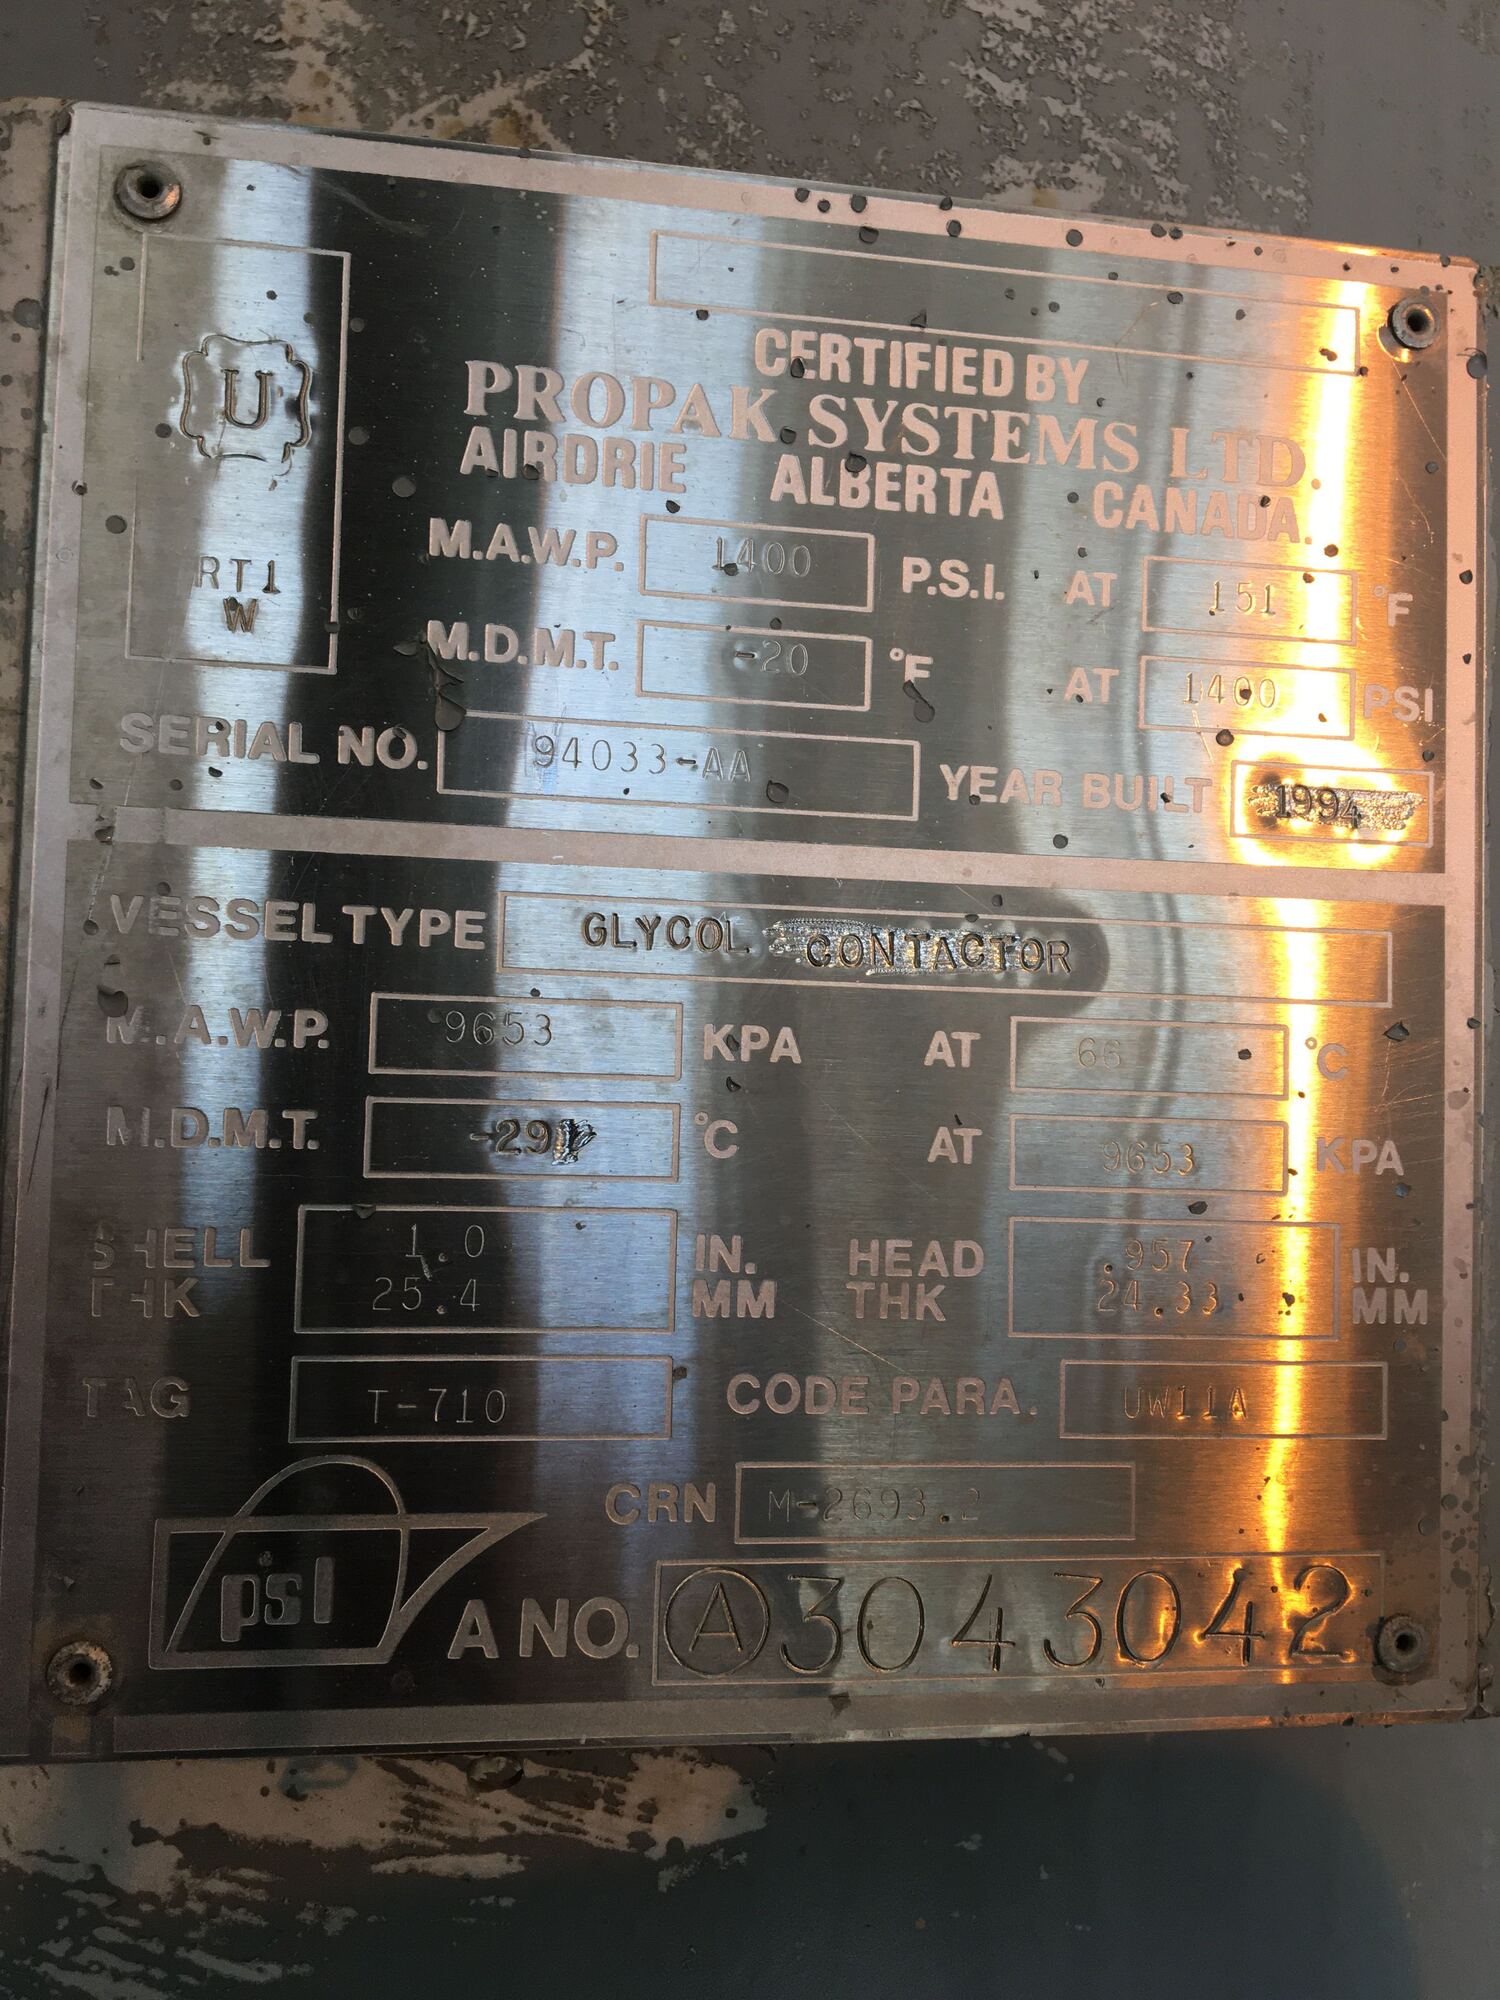 U
RT1
W
CERTIFIED BY
PROPAK SYSTEMS LTD.
AIRDRIE ALBERTA CANADA.
M.A.W.P. 1400 P.S.I. AT 151 °F
M.D.M.T. -20 °F AT 1400 PSI
SERIAL NO. 94033-AA YEAR BUILT 1994
VESSEL TYPE GLYCOL CONTACTOR
M.A.W.P. 9653 KPA AT 66 °C
M.D.M.T. -29 °C AT 9653 KPA
SHELL 1.0 IN. HEAD .957 IN.
THK 25.4 MM THK 24.33 MM
TAG T-710 CODE PARA. UW11A
CRN M-2693.2
psi A NO. A3043042